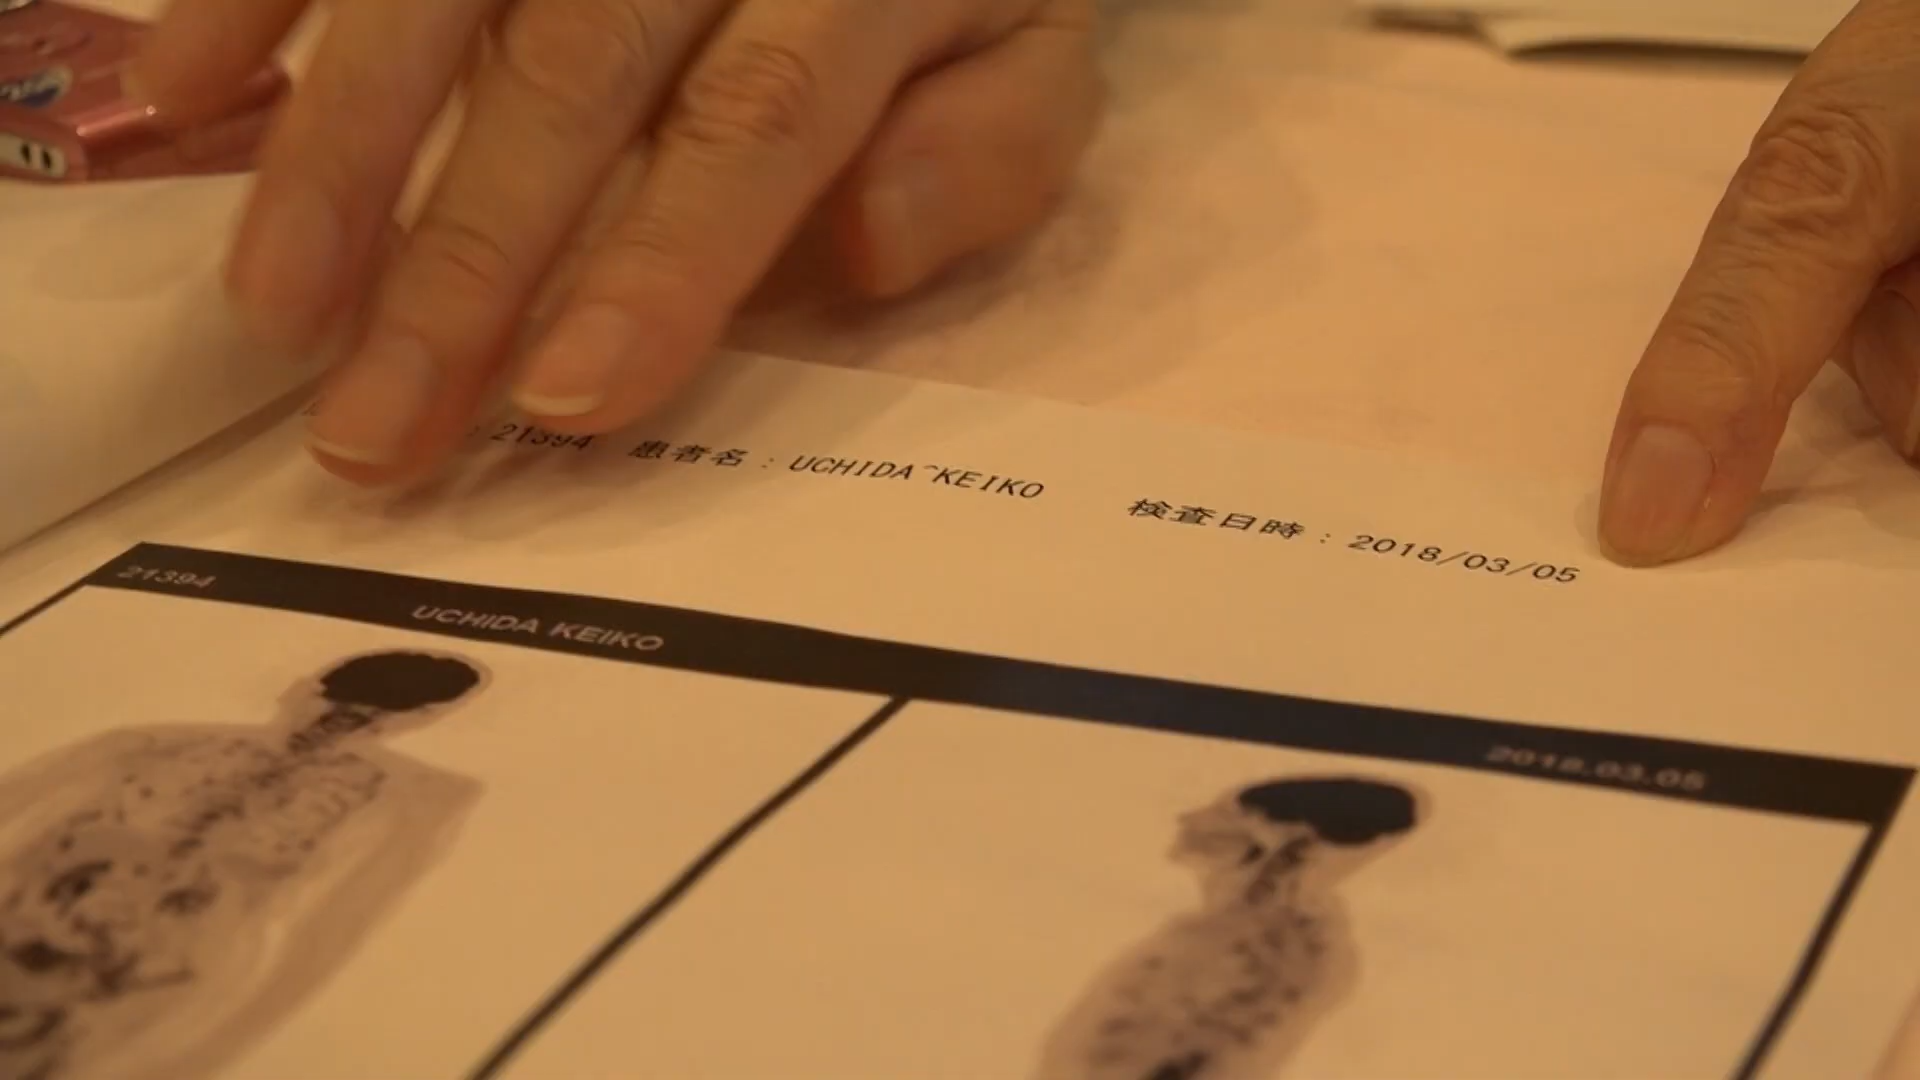 : 21394 患者名 : UCHIDA^KEIKO 検査日時 : 2018/03/05
21394 UCHIDA KEIKO 2018.03.05